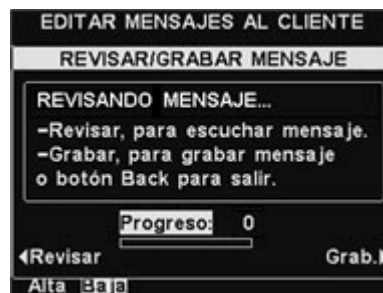 EDITAR MENSAJES AL CLIENTE
REVISAR/GRABAR MENSAJE
REVISANDO MENSAJE...
-Revisar, para escuchar mensaje.
-Grabar, para grabar mensaje
o botón Back para salir.
Progreso: 0
◀Revisar Grab.▶
Alta Baja